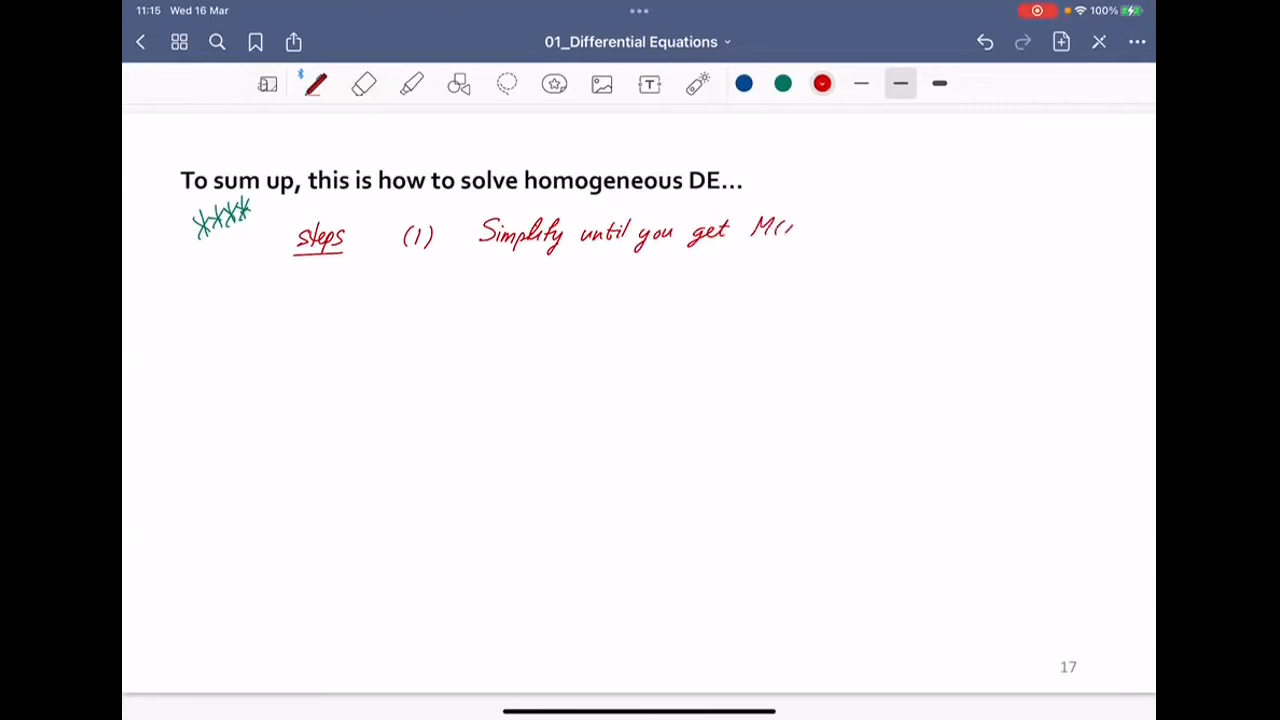 11:15 Wed 16 Mar
100%
01_Differential Equations
T
To sum up, this is how to solve homogeneous DE...
steps (1) Simplify until you get M(
17